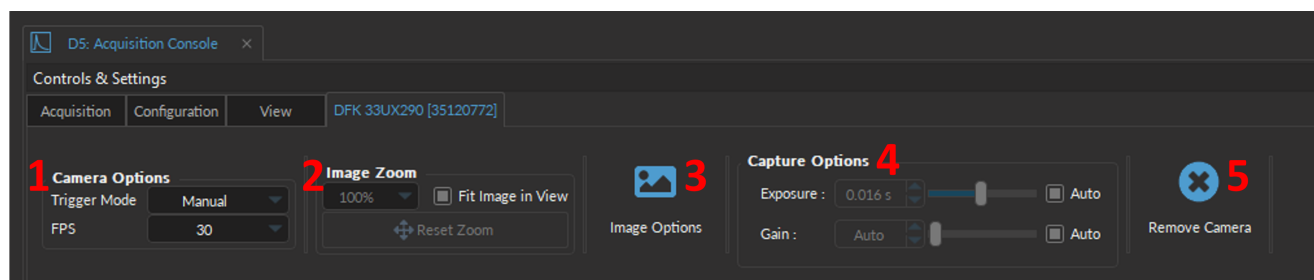 D5: Acquisition Console ×
Controls & Settings
Acquisition Configuration View DFK 33UX290 [35120772]
1
Camera Options
Trigger Mode Manual
FPS 30
2
Image Zoom
100% Fit Image in View
Reset Zoom
3
Image Options
Capture Options 4
Exposure : 0.016 s Auto
Gain : Auto Auto
5
Remove Camera